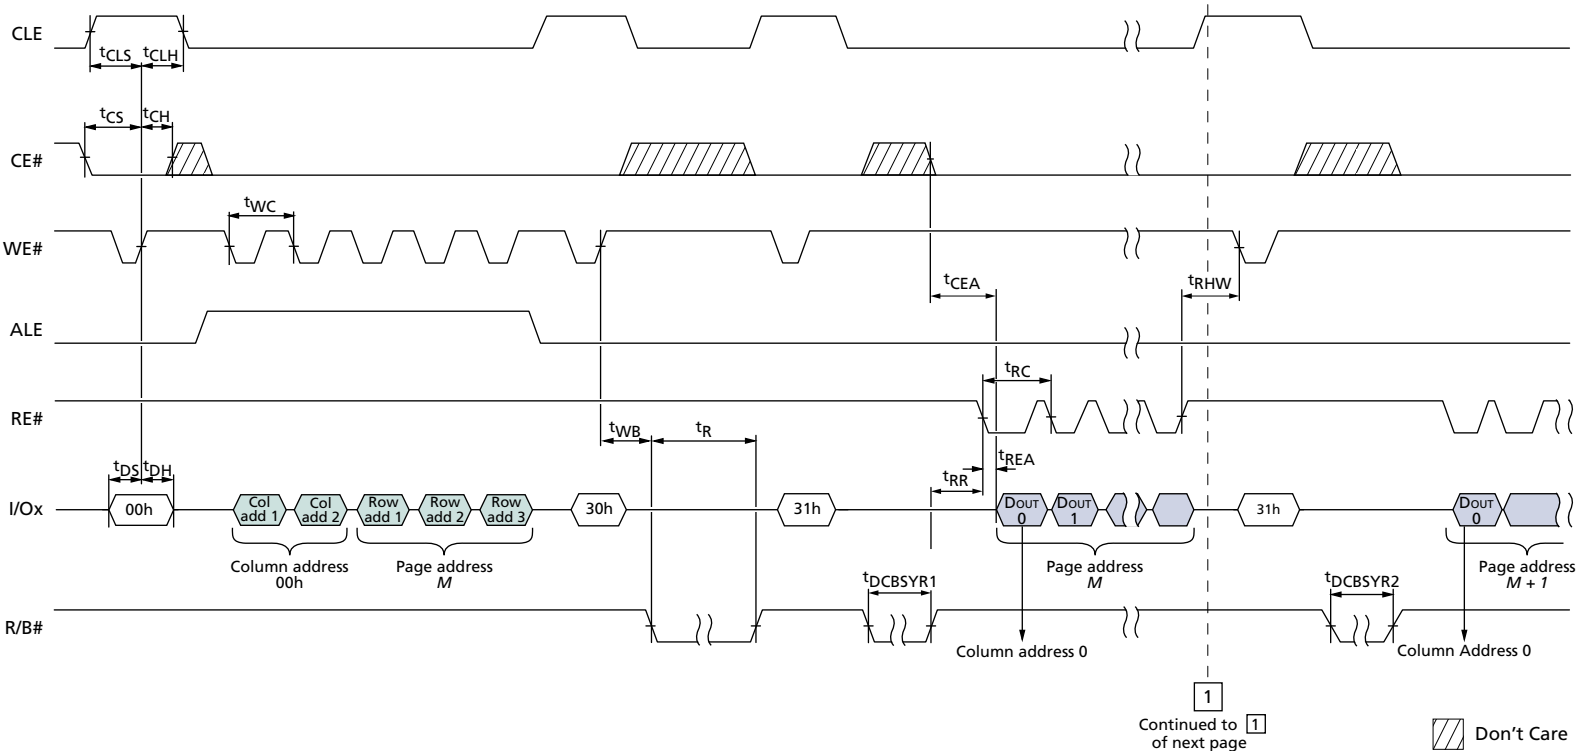 CLE
tCLS
tCLH
tCS
tCH
CE#
tWC
WE#
tCEA
tRHW
ALE
tRC
RE#
tWB
tR
tREA
tRR
tDS
tDH
I/Ox
00h
Col add 1
Col add 2
Row add 1
Row add 2
Row add 3
30h
31h
DOUT 0
DOUT 1
31h
DOUT 0
Column address
00h
Page address
M
Page address
M
Page address
M + 1
tDCBSYR1
tDCBSYR2
R/B#
Column address 0
Column Address 0
1
Continued to 1
of next page
Don't Care